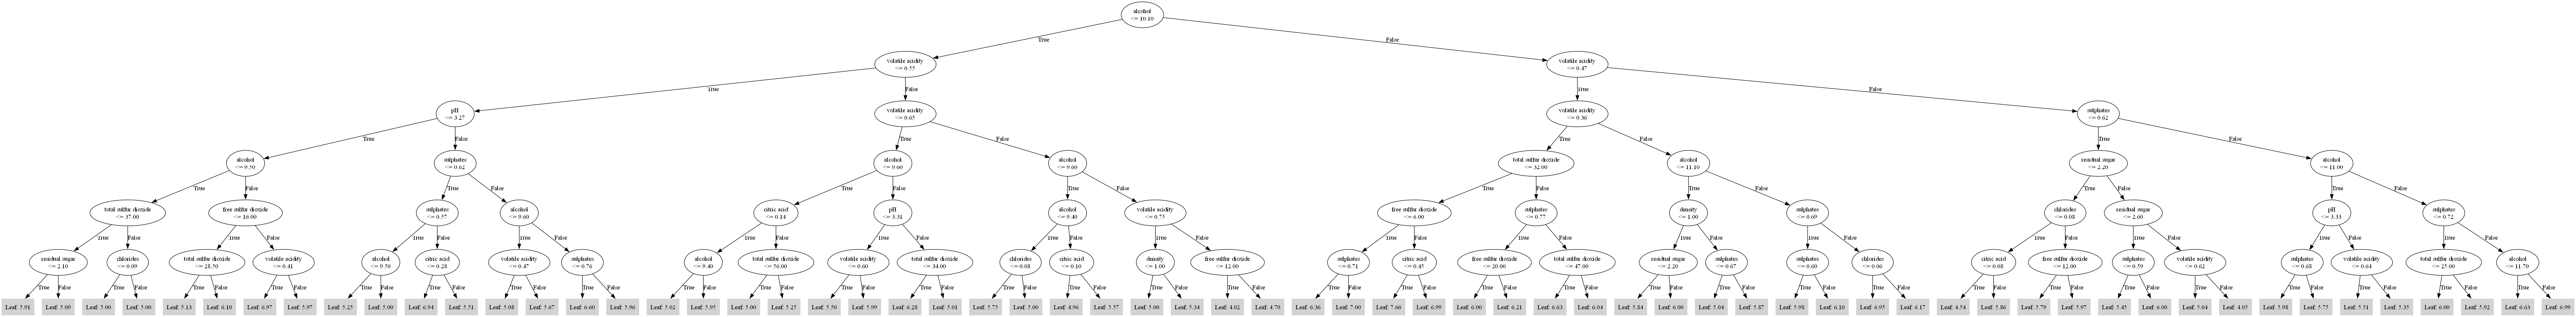 alcohol
<= 10.10
True
False
volatile acidity
<= 0.55
volatile acidity
<= 0.47
True
False
True
False
pH
<= 3.27
volatile acidity
<= 0.65
volatile acidity
<= 0.36
sulphates
<= 0.62
True
False
True
False
True
False
True
False
alcohol
<= 9.50
sulphates
<= 0.62
alcohol
<= 9.60
alcohol
<= 9.60
total sulfur dioxide
<= 32.00
alcohol
<= 11.10
residual sugar
<= 2.20
alcohol
<= 11.00
True
False
True
False
True
False
True
False
True
False
True
False
True
False
True
False
total sulfur dioxide
<= 37.00
free sulfur dioxide
<= 16.00
sulphates
<= 0.57
alcohol
<= 9.60
citric acid
<= 0.14
pH
<= 3.31
alcohol
<= 9.40
volatile acidity
<= 0.75
free sulfur dioxide
<= 6.00
sulphates
<= 0.77
density
<= 1.00
sulphates
<= 0.69
chlorides
<= 0.08
residual sugar
<= 2.60
pH
<= 3.33
sulphates
<= 0.72
True
False
True
False
True
False
True
False
True
False
True
False
True
False
True
False
True
False
True
False
True
False
True
False
True
False
True
False
True
False
True
False
residual sugar
<= 2.10
chlorides
<= 0.09
total sulfur dioxide
<= 28.50
volatile acidity
<= 0.41
alcohol
<= 9.50
citric acid
<= 0.28
volatile acidity
<= 0.47
sulphates
<= 0.76
alcohol
<= 9.40
total sulfur dioxide
<= 56.00
volatile acidity
<= 0.60
total sulfur dioxide
<= 34.00
chlorides
<= 0.08
citric acid
<= 0.10
density
<= 1.00
free sulfur dioxide
<= 12.00
sulphates
<= 0.71
citric acid
<= 0.45
free sulfur dioxide
<= 20.00
total sulfur dioxide
<= 47.00
residual sugar
<= 2.20
sulphates
<= 0.67
sulphates
<= 0.60
chlorides
<= 0.06
citric acid
<= 0.08
free sulfur dioxide
<= 12.00
sulphates
<= 0.59
volatile acidity
<= 0.62
sulphates
<= 0.68
volatile acidity
<= 0.64
total sulfur dioxide
<= 25.00
alcohol
<= 11.70
True
False
True
False
True
False
True
False
True
False
True
False
True
False
True
False
True
False
True
False
True
False
True
False
True
False
True
False
True
False
True
False
True
False
True
False
True
False
True
False
True
False
True
False
True
False
True
False
True
False
True
False
True
False
True
False
True
False
True
False
True
False
True
False
Leaf: 5.91
Leaf: 5.09
Leaf: 5.00
Leaf: 5.00
Leaf: 5.13
Leaf: 6.10
Leaf: 6.97
Leaf: 5.97
Leaf: 5.25
Leaf: 5.00
Leaf: 6.94
Leaf: 5.51
Leaf: 5.08
Leaf: 5.67
Leaf: 6.60
Leaf: 5.96
Leaf: 5.02
Leaf: 5.95
Leaf: 5.00
Leaf: 5.25
Leaf: 5.50
Leaf: 5.99
Leaf: 6.28
Leaf: 5.01
Leaf: 5.75
Leaf: 5.00
Leaf: 4.96
Leaf: 5.57
Leaf: 5.00
Leaf: 5.34
Leaf: 4.02
Leaf: 4.70
Leaf: 6.36
Leaf: 7.00
Leaf: 7.66
Leaf: 6.99
Leaf: 6.00
Leaf: 6.21
Leaf: 6.63
Leaf: 6.04
Leaf: 5.84
Leaf: 6.00
Leaf: 5.04
Leaf: 5.87
Leaf: 5.98
Leaf: 6.10
Leaf: 6.95
Leaf: 6.17
Leaf: 4.54
Leaf: 5.86
Leaf: 5.79
Leaf: 5.97
Leaf: 5.45
Leaf: 6.00
Leaf: 5.04
Leaf: 4.05
Leaf: 5.98
Leaf: 5.75
Leaf: 5.51
Leaf: 5.35
Leaf: 6.00
Leaf: 5.92
Leaf: 6.63
Leaf: 6.99